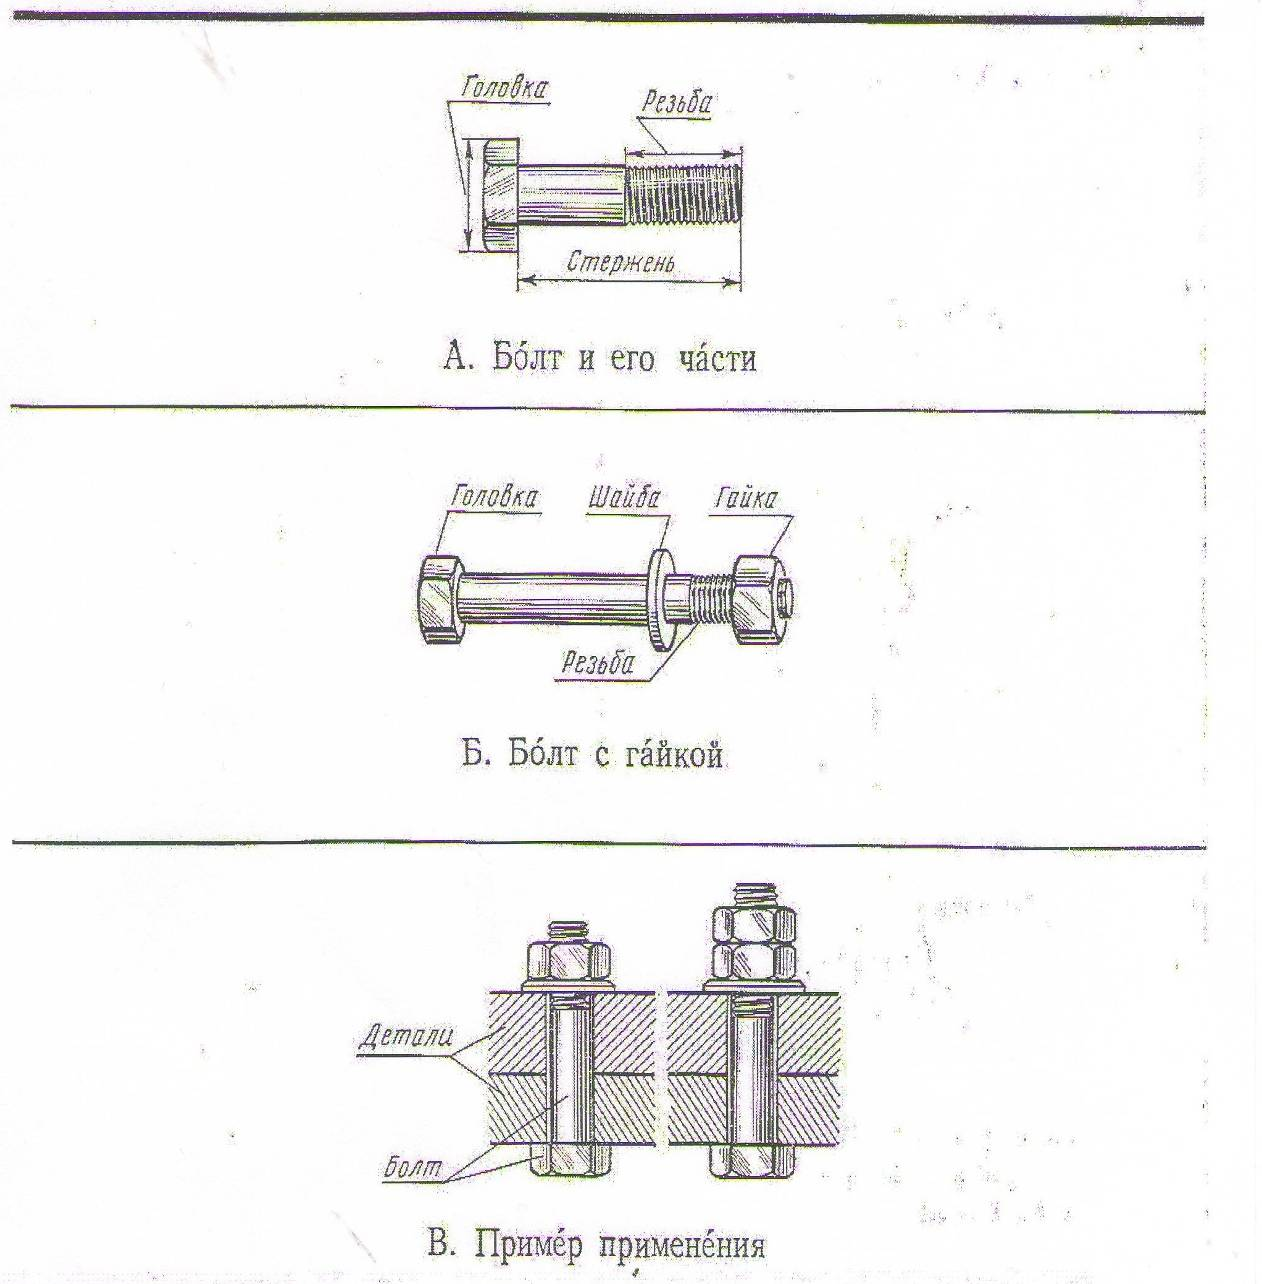 Головка
Резьба
Стержень
А. Бо́лт и его ча́сти
Головка Шайба Гайка
Резьба
Б. Бо́лт с га́йкой
Детали
Болт
В. Приме́р примене́ния